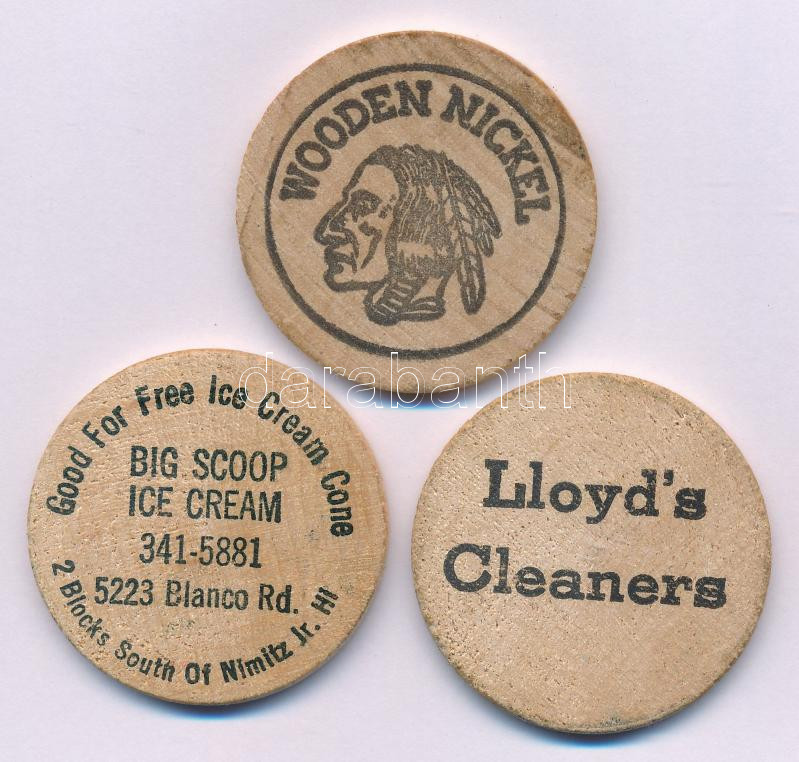 WOODEN NICKEL
darabanth
Good For Free Ice Cream Cone
BIG SCOOP
ICE CREAM
341-5881
5223 Blanco Rd.
2 Blocks South Of Nimitz Jr. HI
Lloyd's
Cleaners